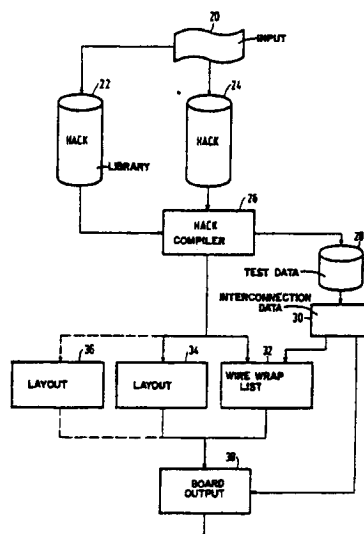 20
INPUT
22
24
HACK
HACK
LIBRARY
26
HACK
COMPILER
28
TEST DATA
INTERCONNECTION
DATA
30
36
34
32
LAYOUT
LAYOUT
WIRE WRAP
LIST
38
BOARD
OUTPUT